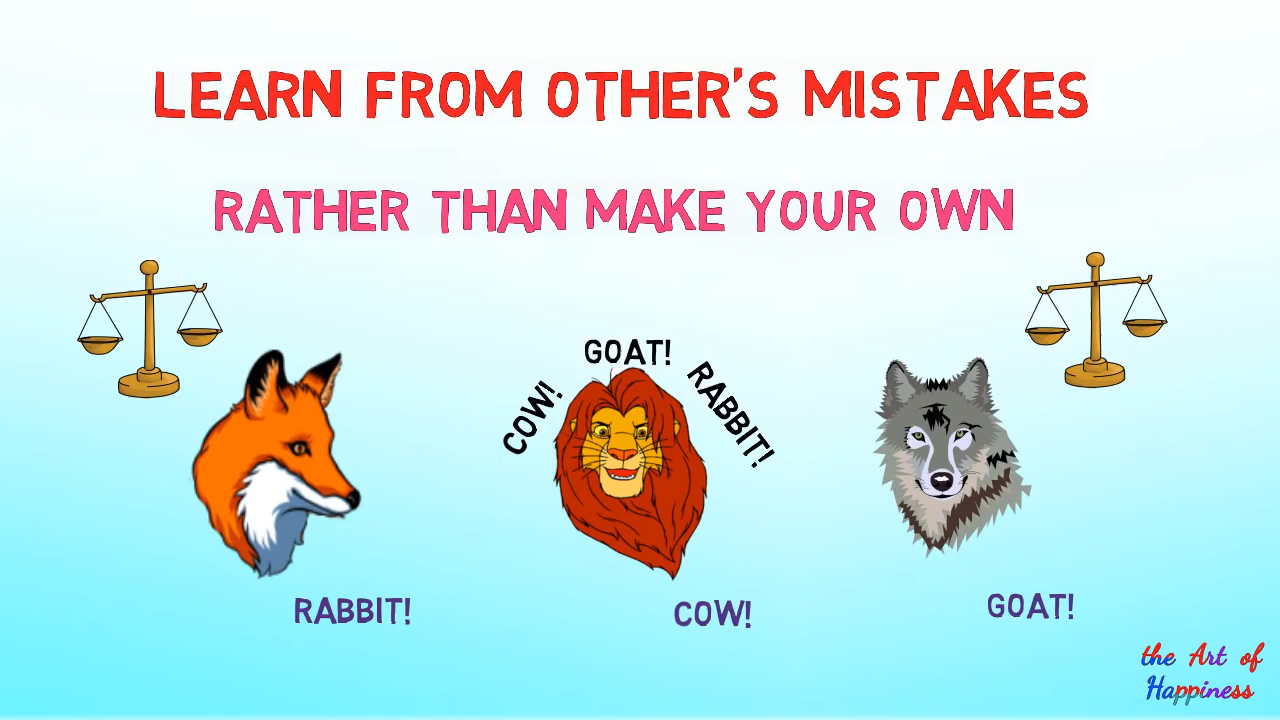 LEARN FROM OTHER'S MISTAKES
RATHER THAN MAKE YOUR OWN
COW!
GOAT!
RABBIT!
RABBIT!
COW!
GOAT!
the Art of
Happiness